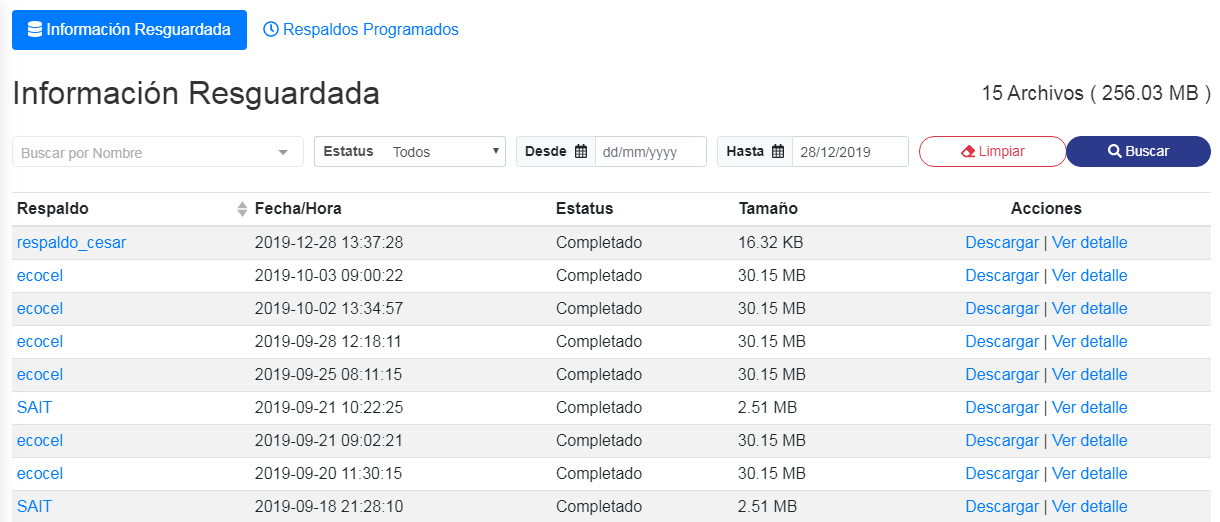 Información Resguardada Respaldos Programados
Información Resguardada 15 Archivos ( 256.03 MB )
Buscar por Nombre Estatus Todos Desde dd/mm/yyyy Hasta 28/12/2019 Limpiar Buscar
Respaldo Fecha/Hora Estatus Tamaño Acciones
respaldo_cesar 2019-12-28 13:37:28 Completado 16.32 KB Descargar | Ver detalle
ecocel 2019-10-03 09:00:22 Completado 30.15 MB Descargar | Ver detalle
ecocel 2019-10-02 13:34:57 Completado 30.15 MB Descargar | Ver detalle
ecocel 2019-09-28 12:18:11 Completado 30.15 MB Descargar | Ver detalle
ecocel 2019-09-25 08:11:15 Completado 30.15 MB Descargar | Ver detalle
SAIT 2019-09-21 10:22:25 Completado 2.51 MB Descargar | Ver detalle
ecocel 2019-09-21 09:02:21 Completado 30.15 MB Descargar | Ver detalle
ecocel 2019-09-20 11:30:15 Completado 30.15 MB Descargar | Ver detalle
SAIT 2019-09-18 21:28:10 Completado 2.51 MB Descargar | Ver detalle